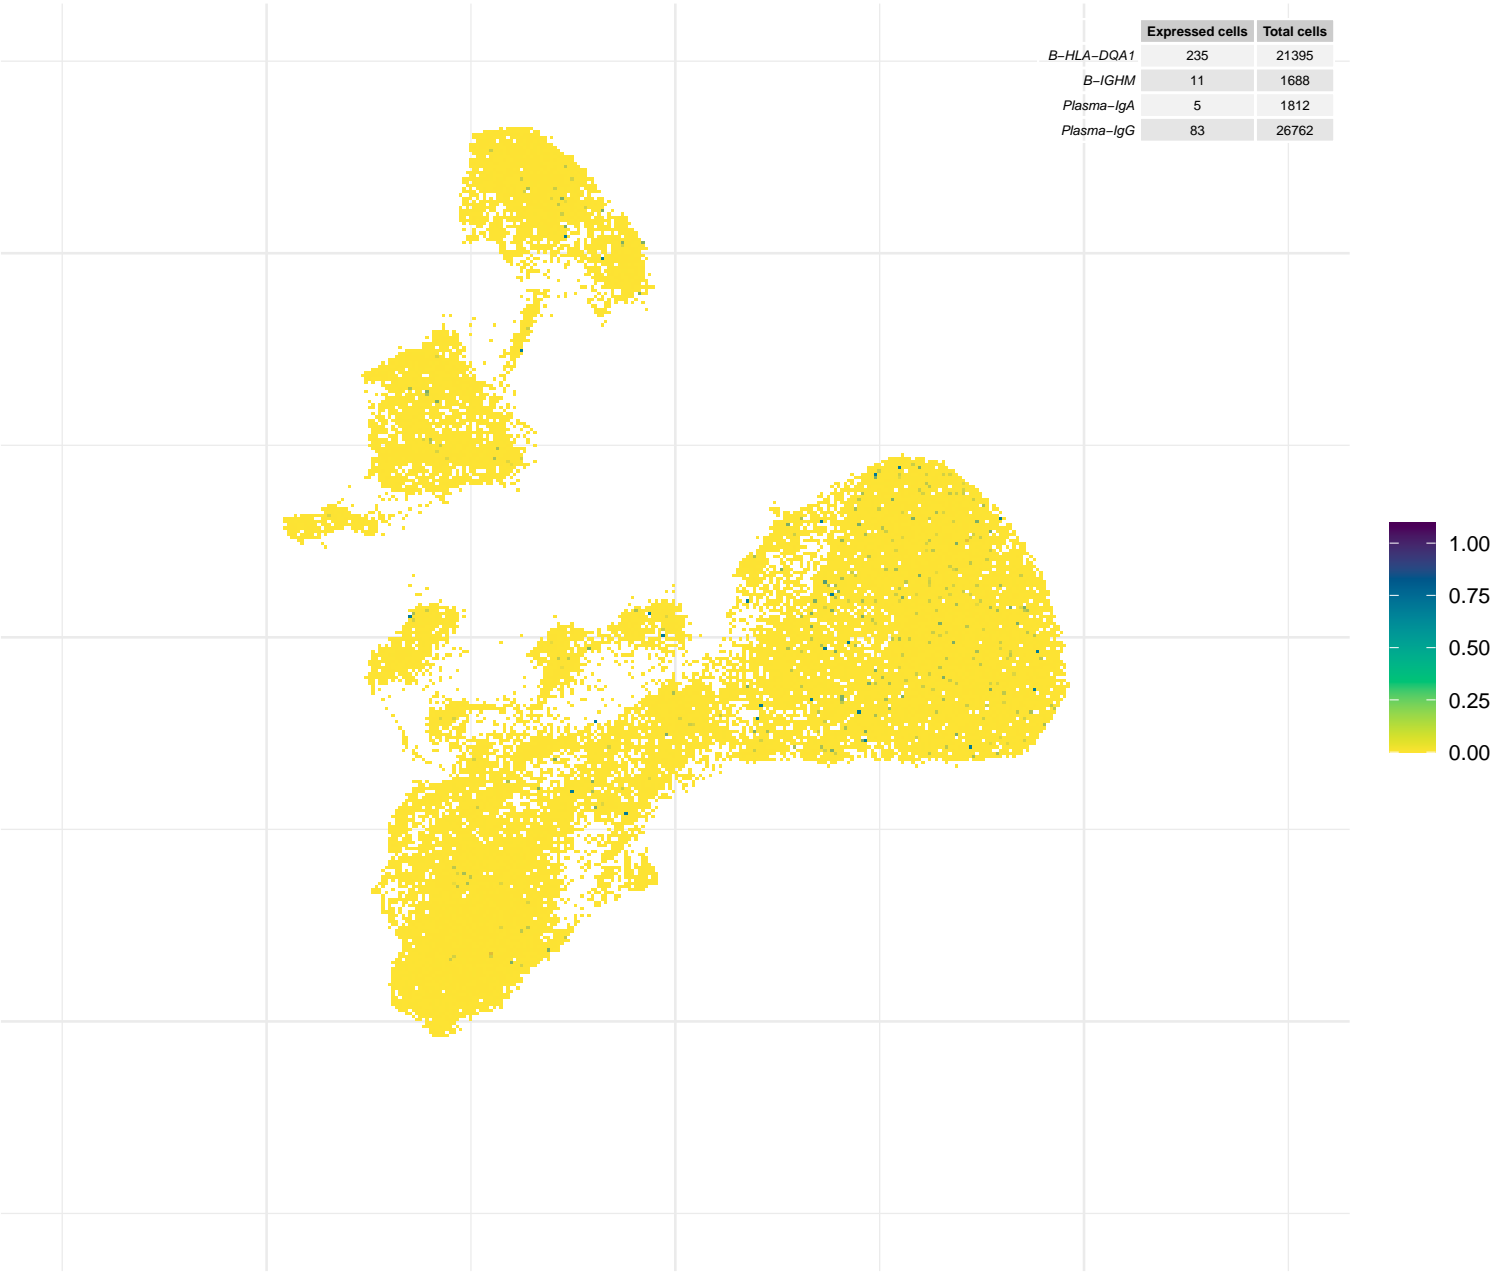 Expressed cells Total cells
B−HLA−DQA1 235 21395
B−IGHM 11 1688
Plasma−IgA 5 1812
Plasma−IgG 83 26762
1.00
0.75
0.50
0.25
0.00